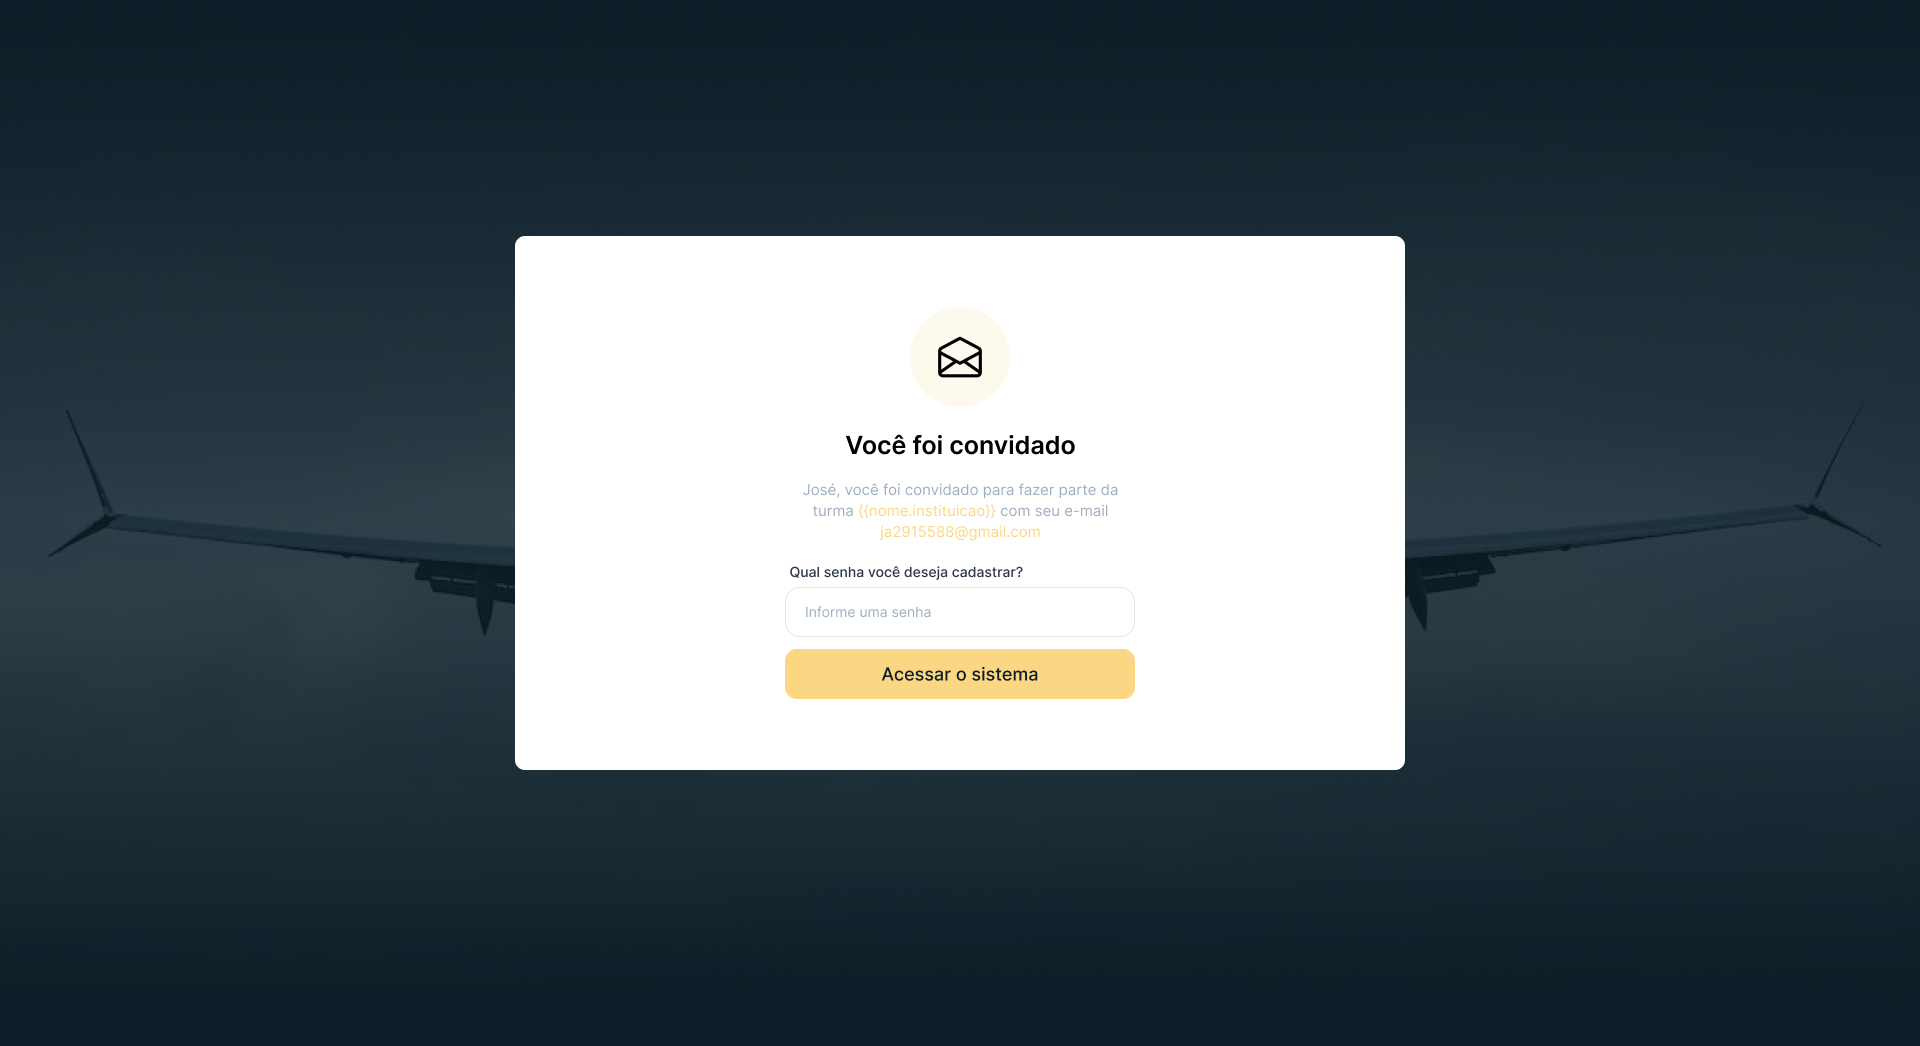 Você foi convidado
José, você foi convidado para fazer parte da
turma {{nome.instituicao}} com seu e-mail
ja2915588@gmail.com
Qual senha você deseja cadastrar?
Informe uma senha
Acessar o sistema